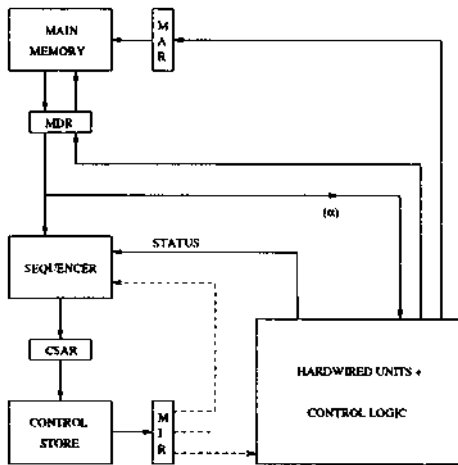 MAIN
MEMORY
M
A
R
MDR
(α)
STATUS
SEQUENCER
CSAR
HARDWIRED UNITS +
CONTROL LOGIC
CONTROL
STORE
M
I
R